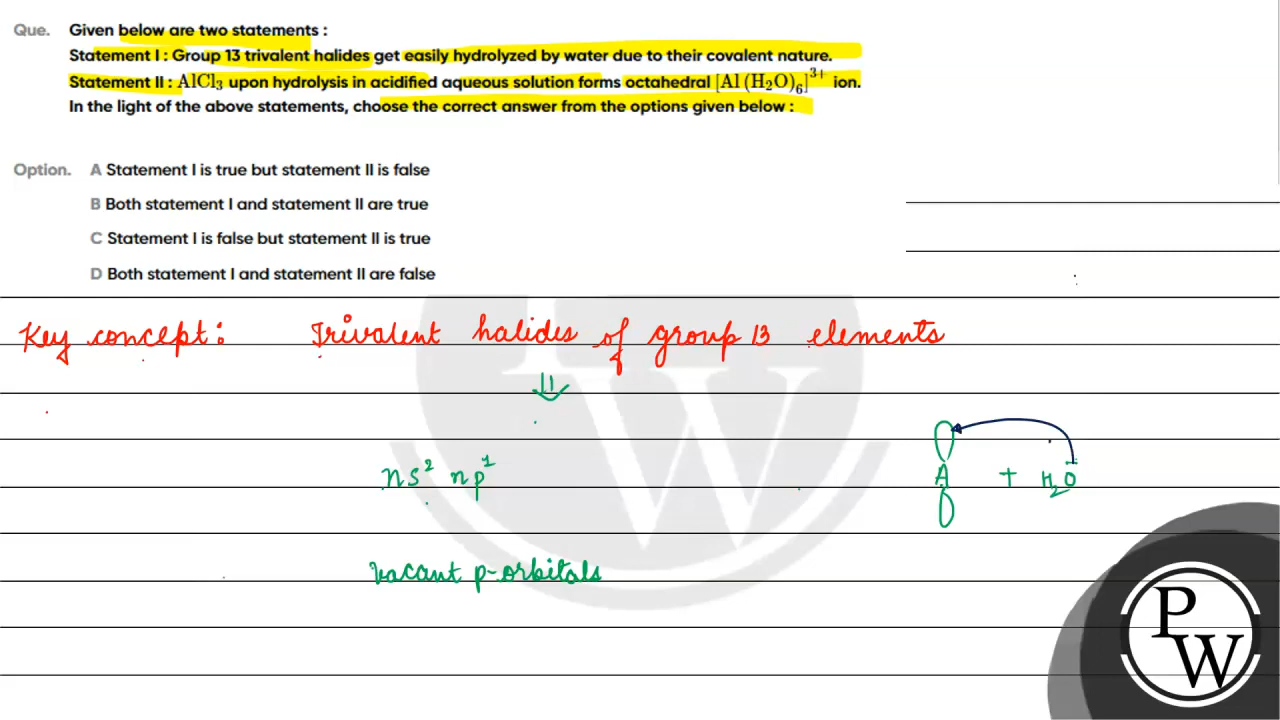 Que. Given below are two statements :
Statement I : Group 13 trivalent halides get easily hydrolyzed by water due to their covalent nature.
Statement II : AlCl₃ upon hydrolysis in acidified aqueous solution forms octahedral [Al(H₂O)₆]³⁺ ion.
In the light of the above statements, choose the correct answer from the options given below :
Option. A Statement I is true but statement II is false
B Both statement I and statement II are true
C Statement I is false but statement II is true
D Both statement I and statement II are false
Key concept: Trivalent halides of group 13 elements
⇓
ns² np¹
A + H₂Ö
vacant p-orbitals
P
W